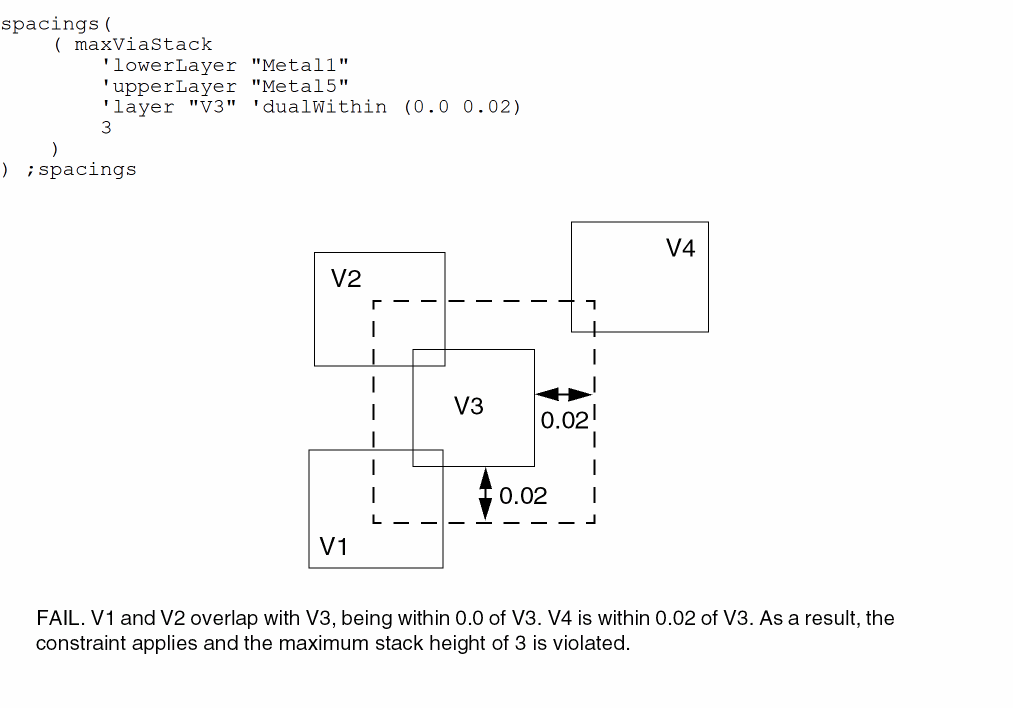 spacings(
( maxViaStack
'lowerLayer "Metal1"
'upperLayer "Metal5"
'layer "V3" 'dualWithin (0.0 0.02)
3
)
) ;spacings
V4
V2
V3
0.02
0.02
V1
FAIL. V1 and V2 overlap with V3, being within 0.0 of V3. V4 is within 0.02 of V3. As a result, the
constraint applies and the maximum stack height of 3 is violated.